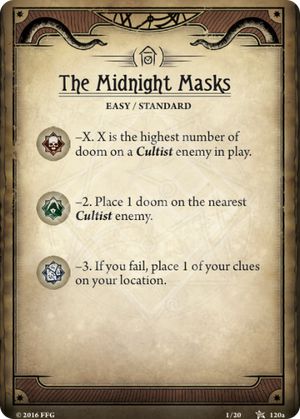 The Midnight Masks
EASY / STANDARD
–X. X is the highest number of
doom on a Cultist enemy in play.
–2. Place 1 doom on the nearest
Cultist enemy.
–3. If you fail, place 1 of your clues
on your location.
© 2016 FFG
1/20
120a